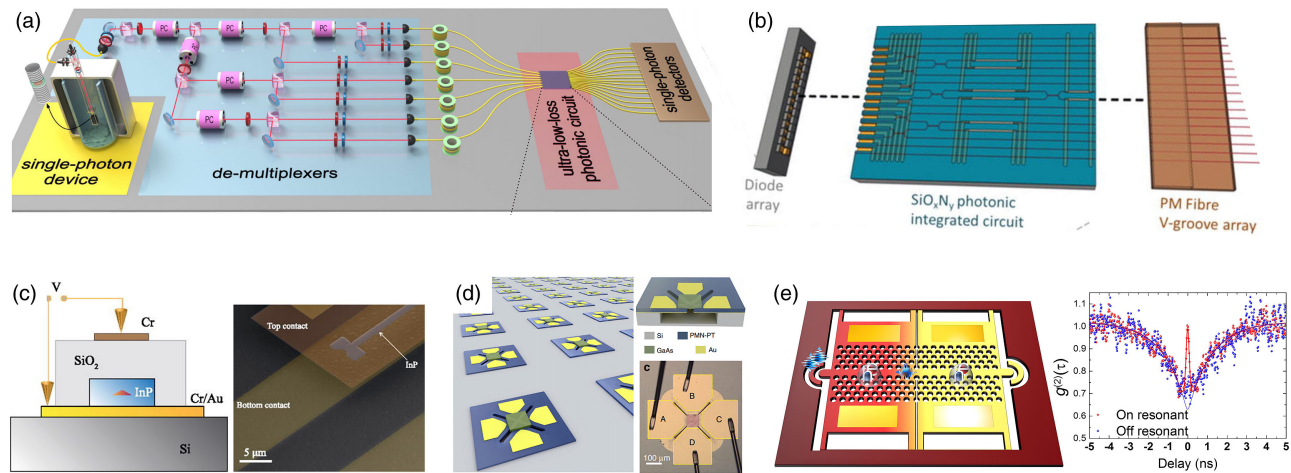 (a)
PC
PC
PC
PC
PC
PC
single-photon
device
de-multiplexers
ultra-low-loss
photonic circuit
single-photon
detectors
(b)
Diode
array
SiOxNy photonic
integrated circuit
PM Fibre
V-groove array
(c)
V
Cr
SiO2
InP
Cr/Au
Si
Top contact
InP
Bottom contact
5 μm
(d)
Si
PMN-PT
GaAs
Au
c
B
A
C
D
100 μm
(e)
g(2)(τ)
1.1
1.0
0.9
0.8
0.7
0.6
0.5
On resonant
Off resonant
-5 -4 -3 -2 -1 0 1 2 3 4 5
Delay (ns)